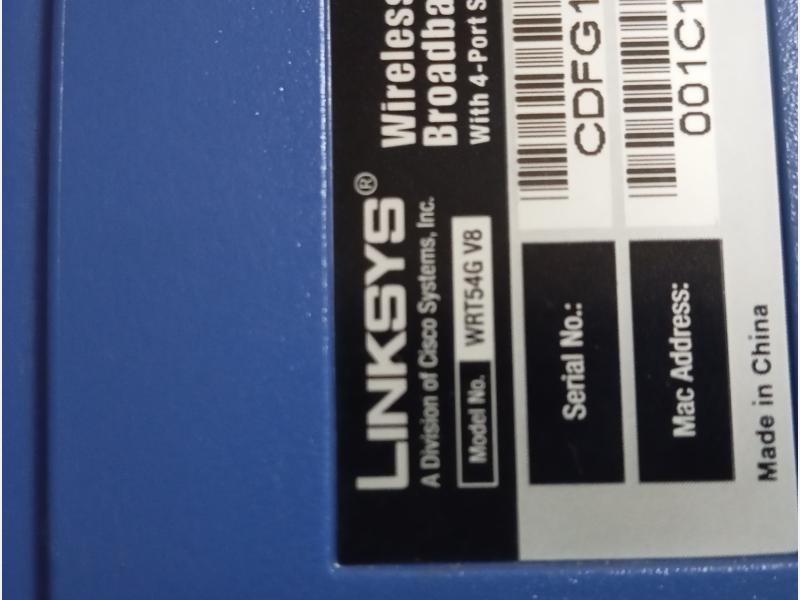 LINKSYS®
A Division of Cisco Systems, Inc.
Model No. WRT54G V8
Wireless
With 4-Port
Serial No.: CDFG1
Mac Address: 001C1
Made in China